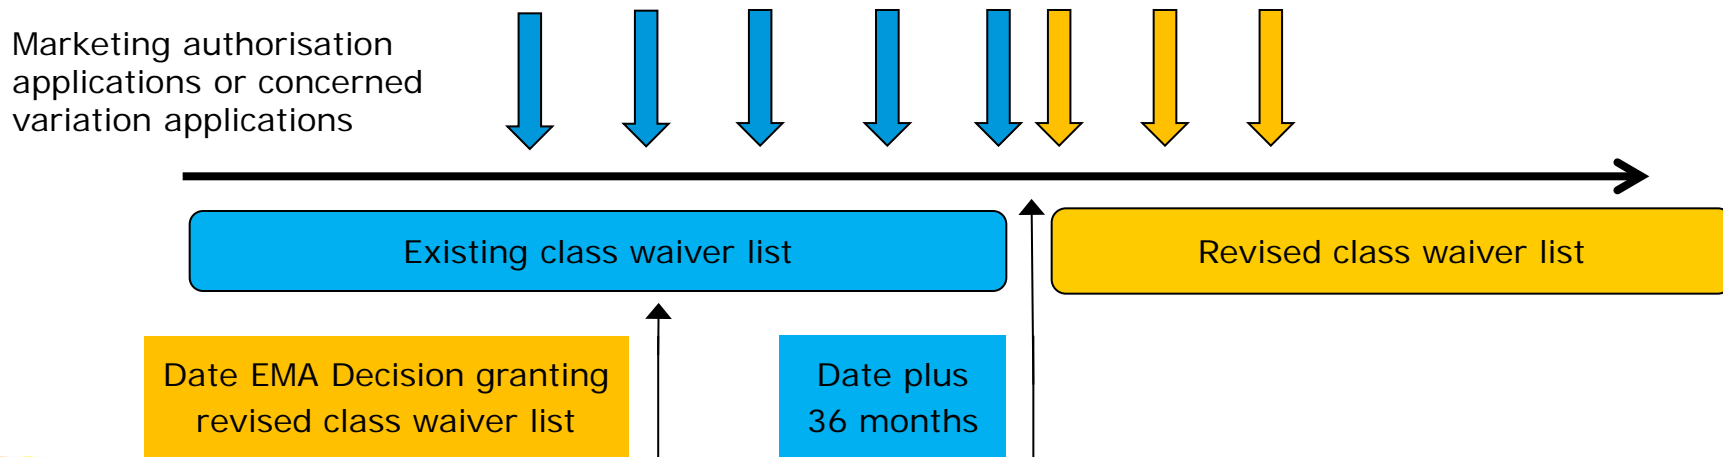 Marketing authorisation
applications or concerned
variation applications
Existing class waiver list
Revised class waiver list
Date EMA Decision granting
revised class waiver list
Date plus
36 months